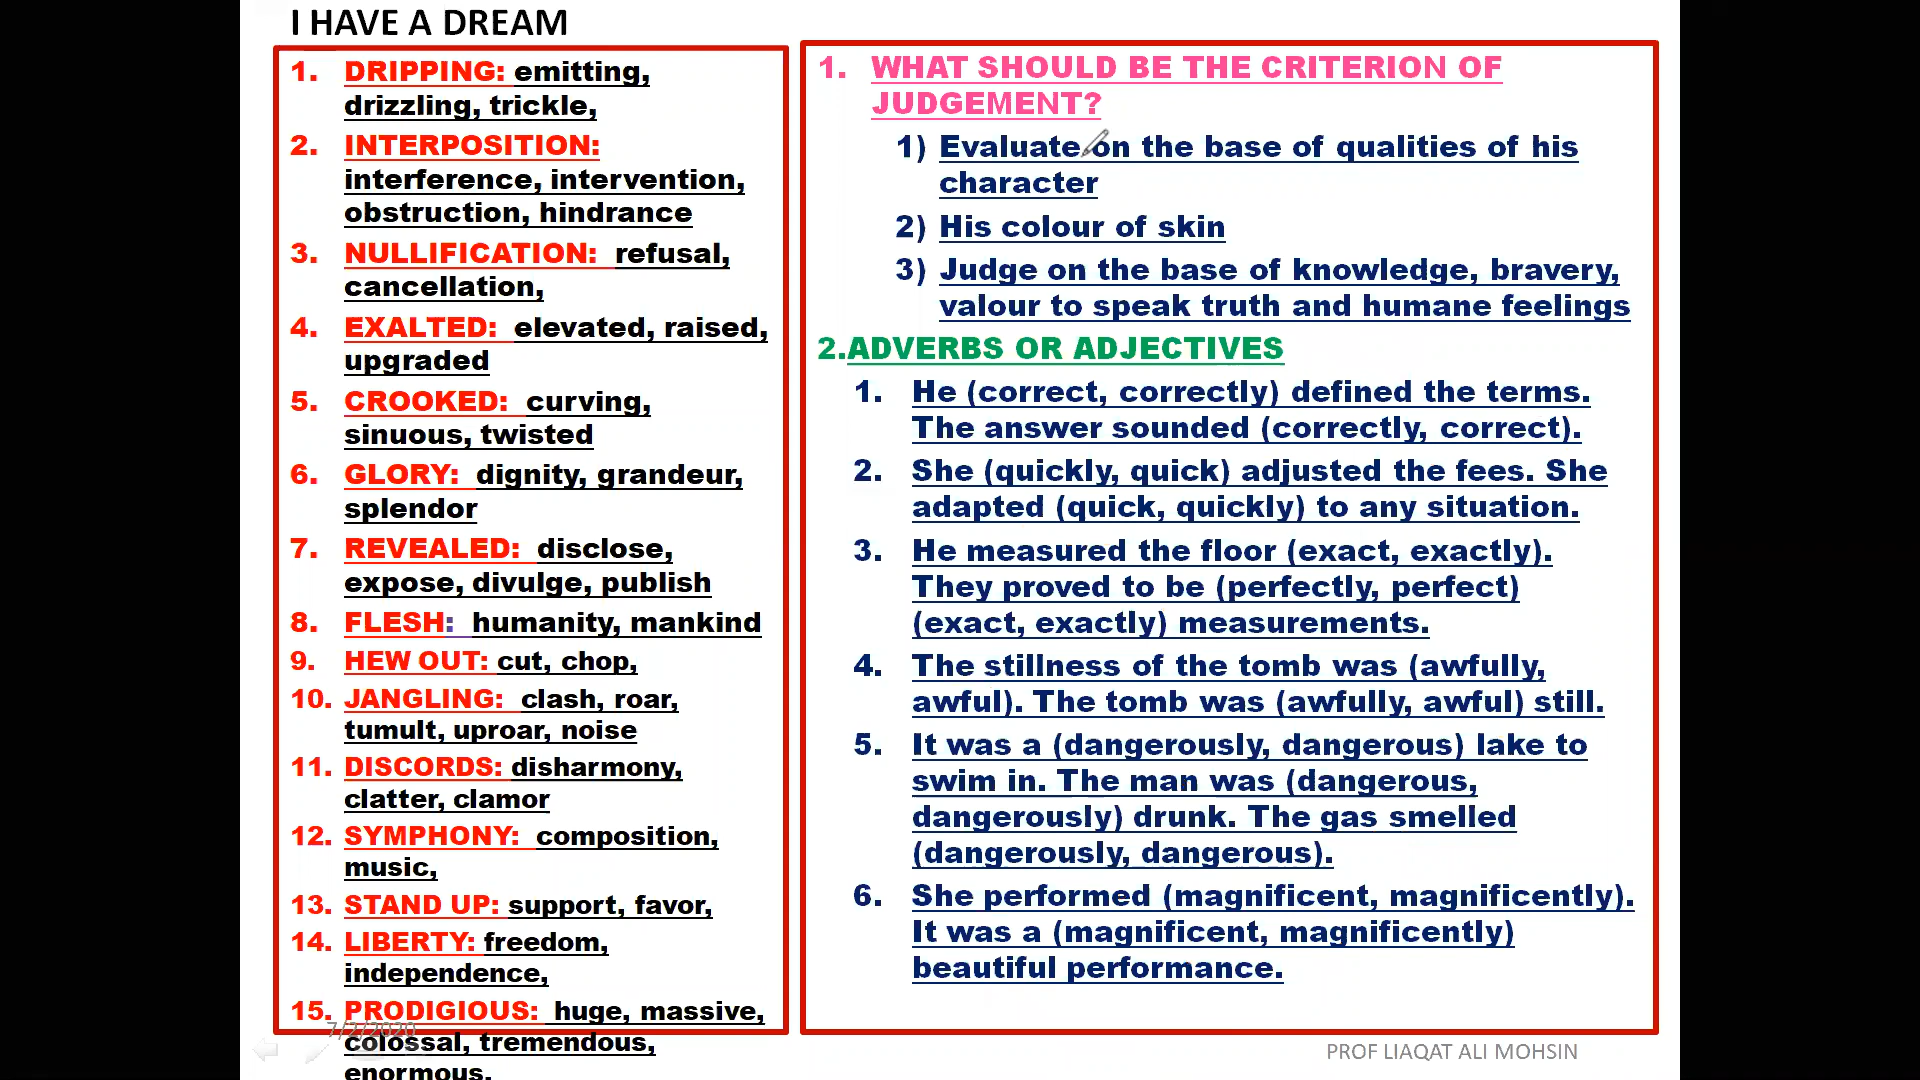 I HAVE A DREAM
1. DRIPPING: emitting,
drizzling, trickle,
2. INTERPOSITION:
interference, intervention,
obstruction, hindrance
3. NULLIFICATION: refusal,
cancellation,
4. EXALTED: elevated, raised,
upgraded
5. CROOKED: curving,
sinuous, twisted
6. GLORY: dignity, grandeur,
splendor
7. REVEALED: disclose,
expose, divulge, publish
8. FLESH: humanity, mankind
9. HEW OUT: cut, chop,
10. JANGLING: clash, roar,
tumult, uproar, noise
11. DISCORDS: disharmony,
clatter, clamor
12. SYMPHONY: composition,
music,
13. STAND UP: support, favor,
14. LIBERTY: freedom,
independence,
15. PRODIGIOUS: huge, massive,
colossal, tremendous,
enormous.
7/2/2020
1. WHAT SHOULD BE THE CRITERION OF
JUDGEMENT?
1) Evaluate on the base of qualities of his
character
2) His colour of skin
3) Judge on the base of knowledge, bravery,
valour to speak truth and humane feelings
2.ADVERBS OR ADJECTIVES
1. He (correct, correctly) defined the terms.
The answer sounded (correctly, correct).
2. She (quickly, quick) adjusted the fees. She
adapted (quick, quickly) to any situation.
3. He measured the floor (exact, exactly).
They proved to be (perfectly, perfect)
(exact, exactly) measurements.
4. The stillness of the tomb was (awfully,
awful). The tomb was (awfully, awful) still.
5. It was a (dangerously, dangerous) lake to
swim in. The man was (dangerous,
dangerously) drunk. The gas smelled
(dangerously, dangerous).
6. She performed (magnificent, magnificently).
It was a (magnificent, magnificently)
beautiful performance.
PROF LIAQAT ALI MOHSIN